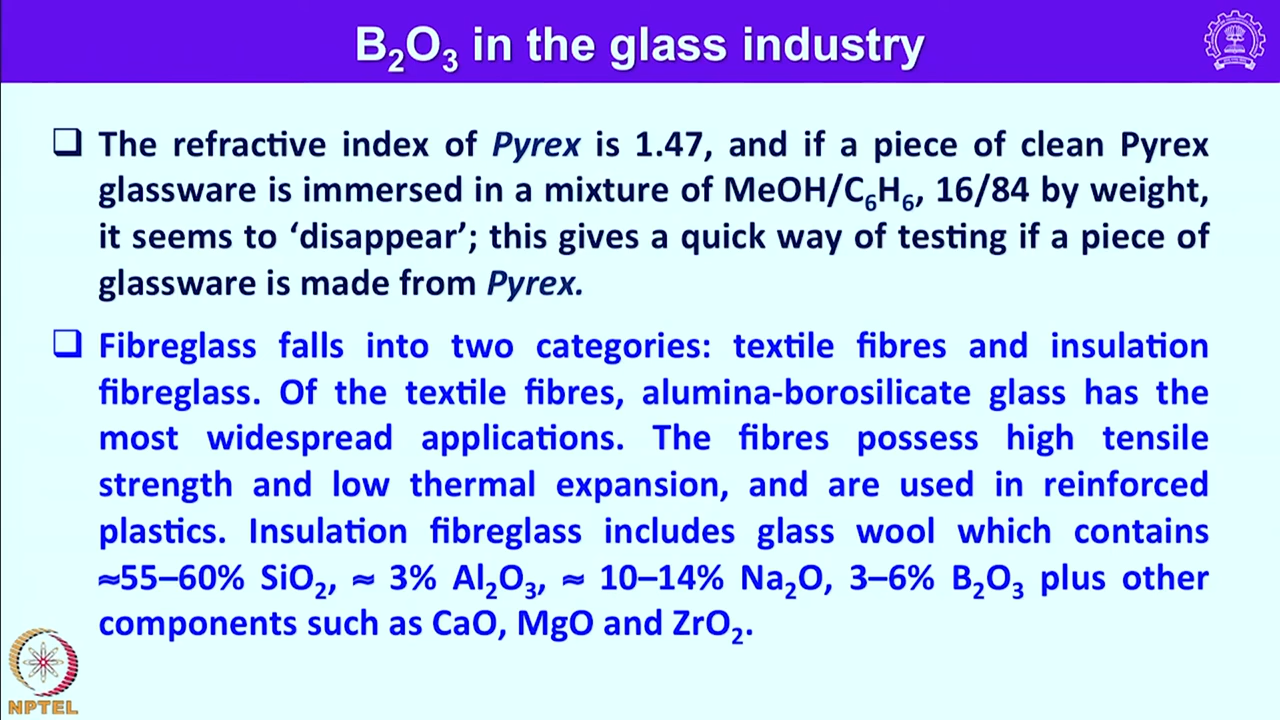 B₂O₃ in the glass industry
❑ The refractive index of Pyrex is 1.47, and if a piece of clean Pyrex
glassware is immersed in a mixture of MeOH/C₆H₆, 16/84 by weight,
it seems to ‘disappear’; this gives a quick way of testing if a piece of
glassware is made from Pyrex.
❑ Fibreglass falls into two categories: textile fibres and insulation
fibreglass. Of the textile fibres, alumina-borosilicate glass has the
most widespread applications. The fibres possess high tensile
strength and low thermal expansion, and are used in reinforced
plastics. Insulation fibreglass includes glass wool which contains
≈55–60% SiO₂, ≈ 3% Al₂O₃, ≈ 10–14% Na₂O, 3–6% B₂O₃ plus other
components such as CaO, MgO and ZrO₂.
NPTEL